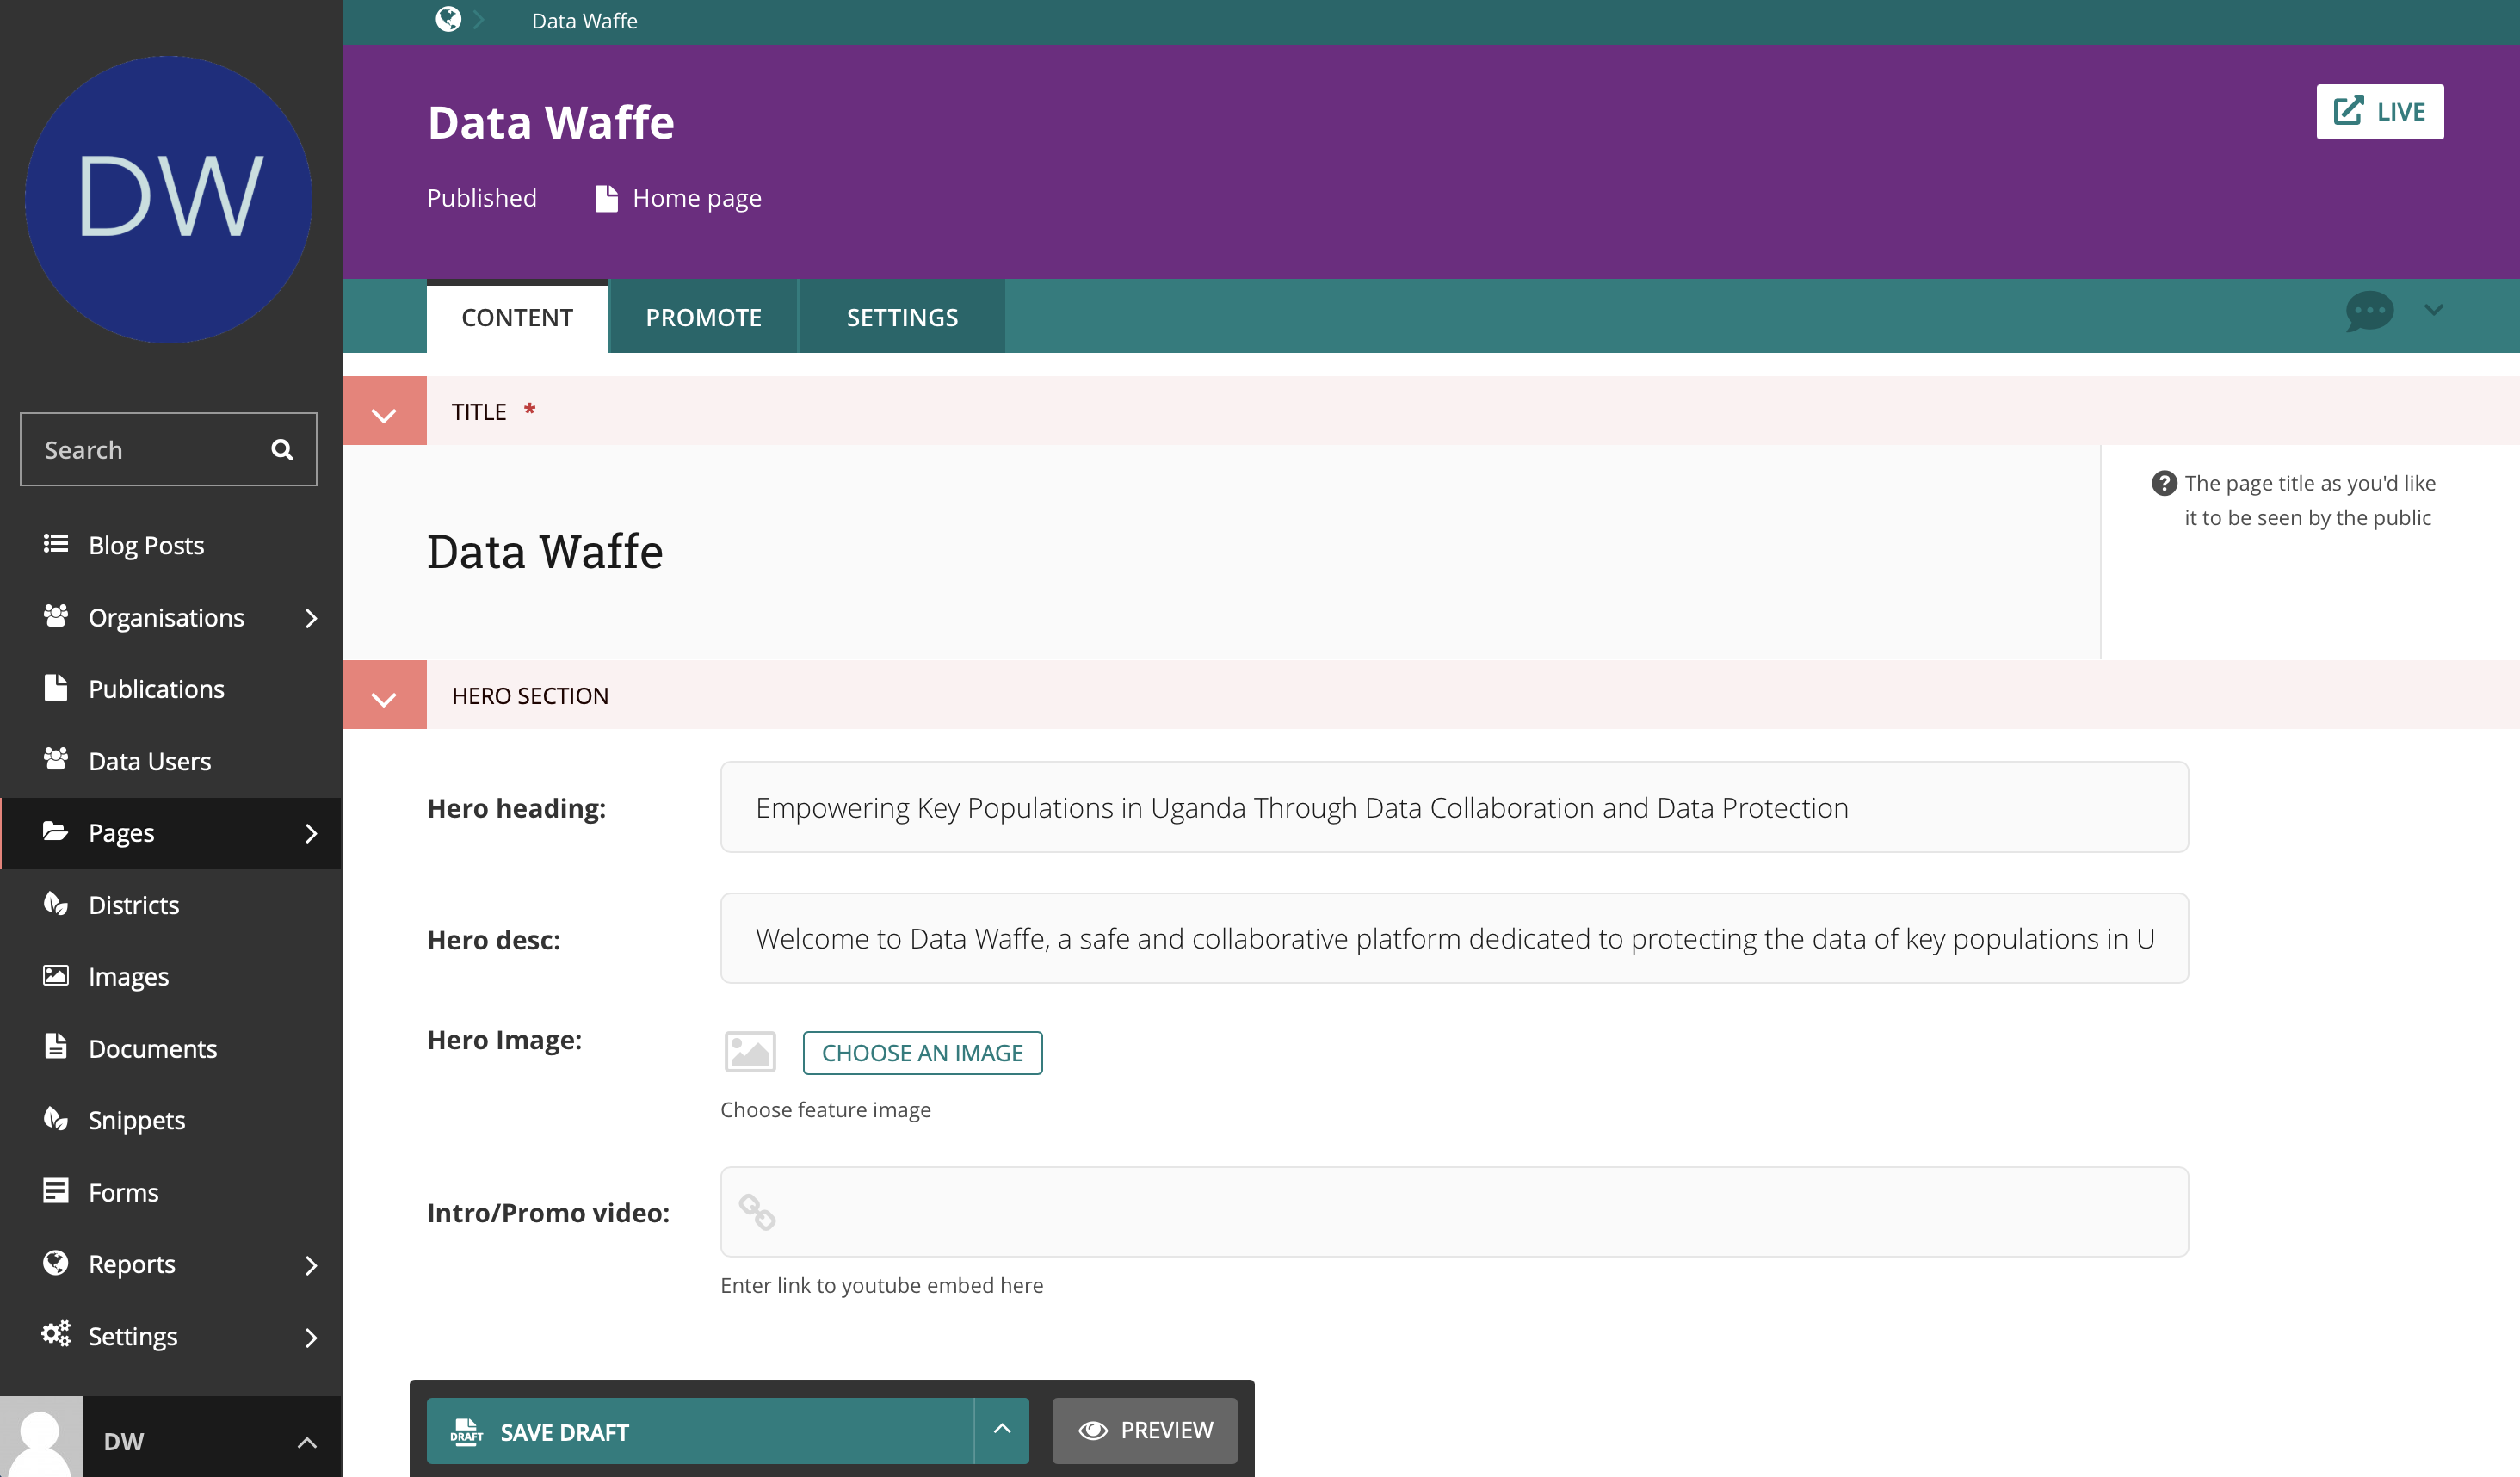 DW
Search
Blog Posts
Organisations
Publications
Data Users
Pages
Districts
Images
Documents
Snippets
Forms
Reports
Settings
DW
Data Waffe
Data Waffe
LIVE
Published
Home page
CONTENT
PROMOTE
SETTINGS
TITLE *
Data Waffe
The page title as you'd like
it to be seen by the public
HERO SECTION
Hero heading:
Empowering Key Populations in Uganda Through Data Collaboration and Data Protection
Hero desc:
Welcome to Data Waffe, a safe and collaborative platform dedicated to protecting the data of key populations in U
Hero Image:
CHOOSE AN IMAGE
Choose feature image
Intro/Promo video:
Enter link to youtube embed here
DRAFT
SAVE DRAFT
PREVIEW